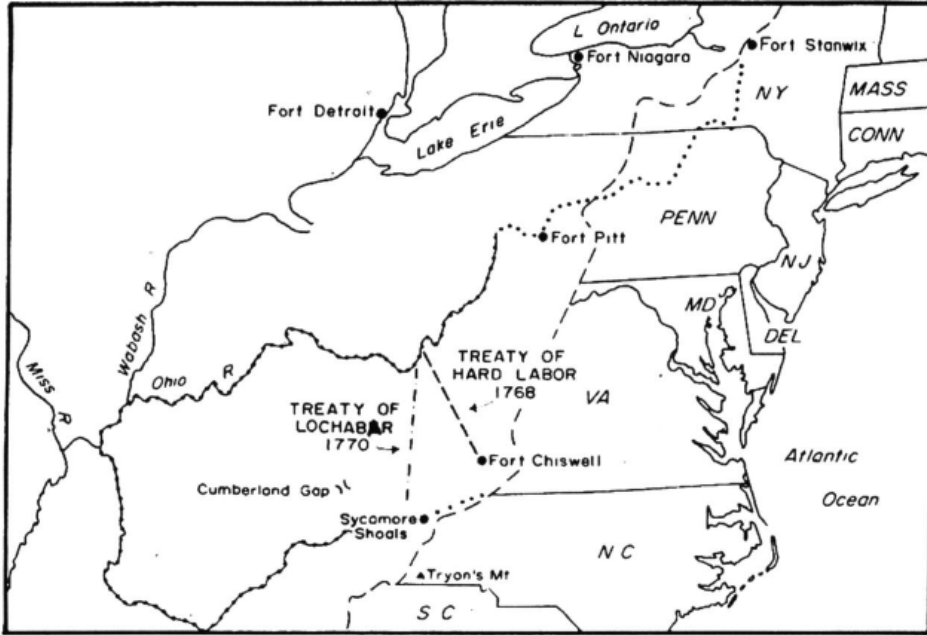 L Ontario
Fort Stanwix
Fort Niagara
NY
MASS
Fort Detroit
CONN
Lake Erie
PENN
Fort Pitt
NJ
MD
Wabash R
DEL
Miss R
Ohio R
TREATY OF
HARD LABOR
1768
VA
TREATY OF
LOCHABAR
1770
Fort Chiswell
Atlantic
Ocean
Cumberland Gap
Sycamore
Shoals
N C
Tryon's Mt
S C